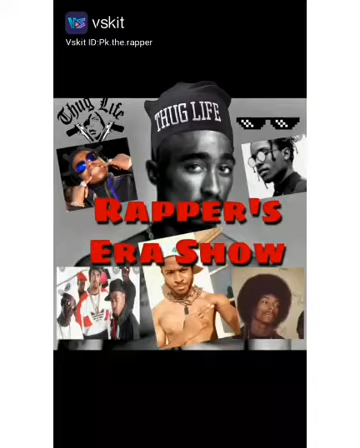 vskit
Vskit ID:Pk.the.rapper
Thug Life
THUG LIFE
Rapper's
Era Show